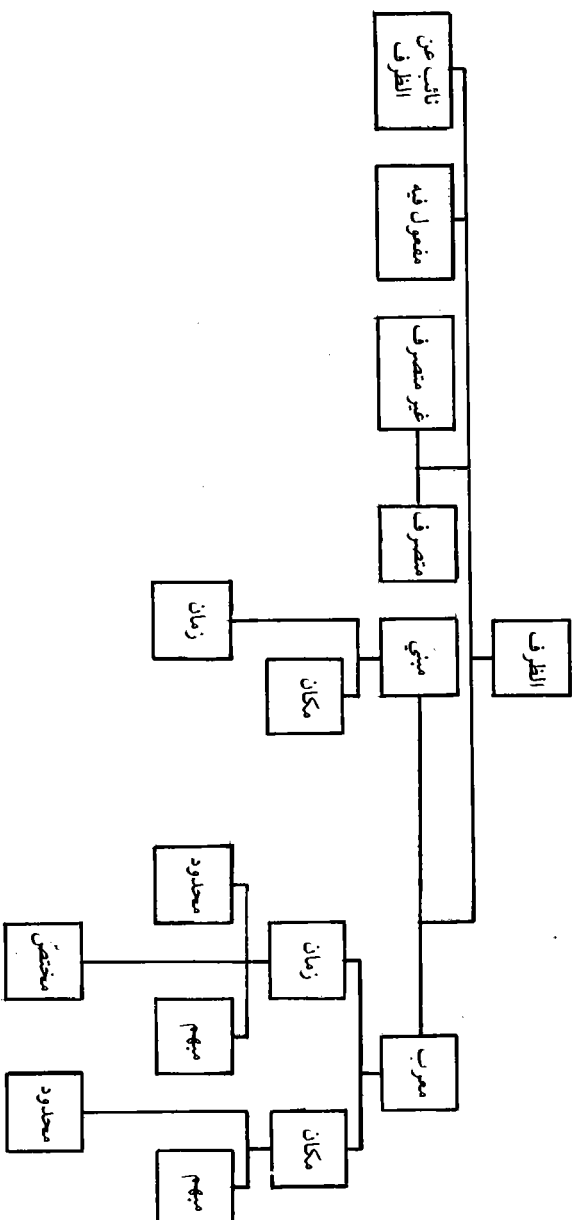 الظرف
معرب
مبني
متصرف
غير متصرف
مفعول فيه
نائب عن
الظرف
مكان
زمان
مكان
زمان
مبهم
محدود
مبهم
مختصّ
محدود